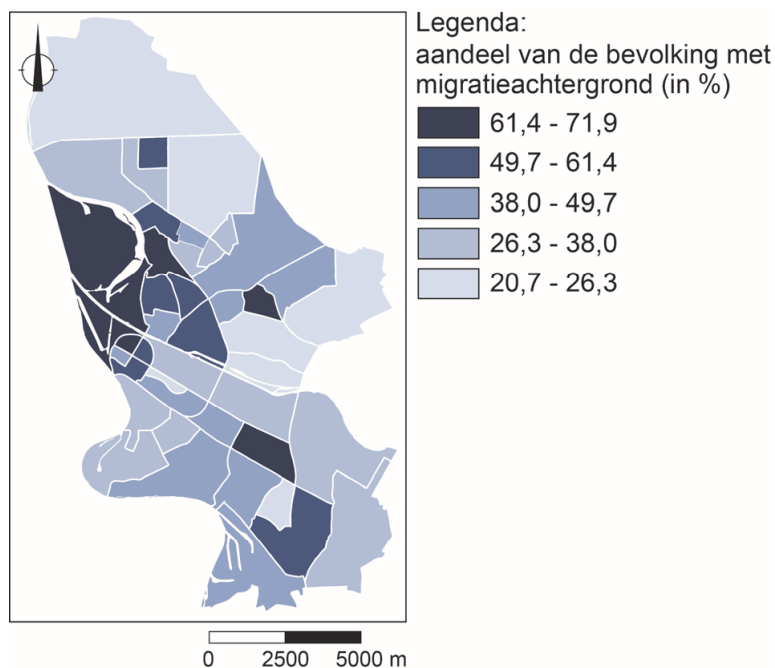 Legenda:
aandeel van de bevolking met
migratieachtergrond (in %)
61,4 - 71,9
49,7 - 61,4
38,0 - 49,7
26,3 - 38,0
20,7 - 26,3
0 2500 5000 m